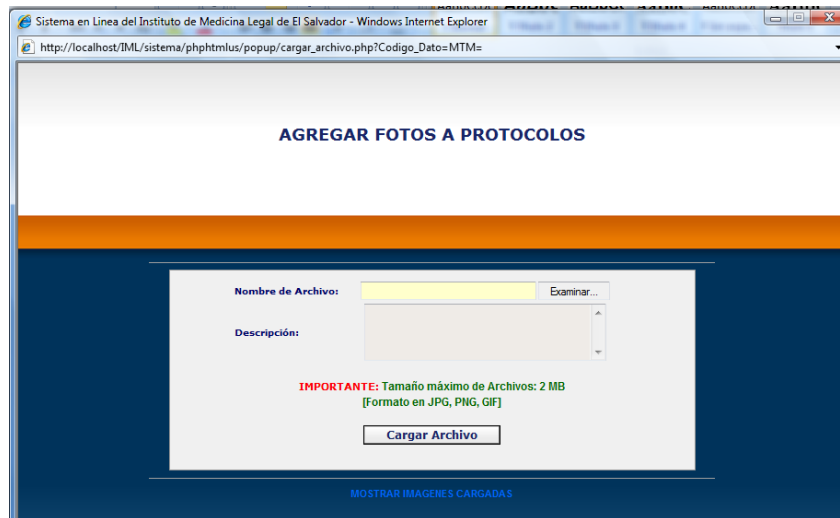 Sistema en Linea del Instituto de Medicina Legal de El Salvador - Windows Internet Explorer
http://localhost/IML/sistema/phphtmlus/popup/cargar_archivo.php?Codigo_Dato=MTM=
AGREGAR FOTOS A PROTOCOLOS
Nombre de Archivo:
Examinar...
Descripción:
IMPORTANTE: Tamaño máximo de Archivos: 2 MB
[Formato en JPG, PNG, GIF]
Cargar Archivo
MOSTRAR IMAGENES CARGADAS